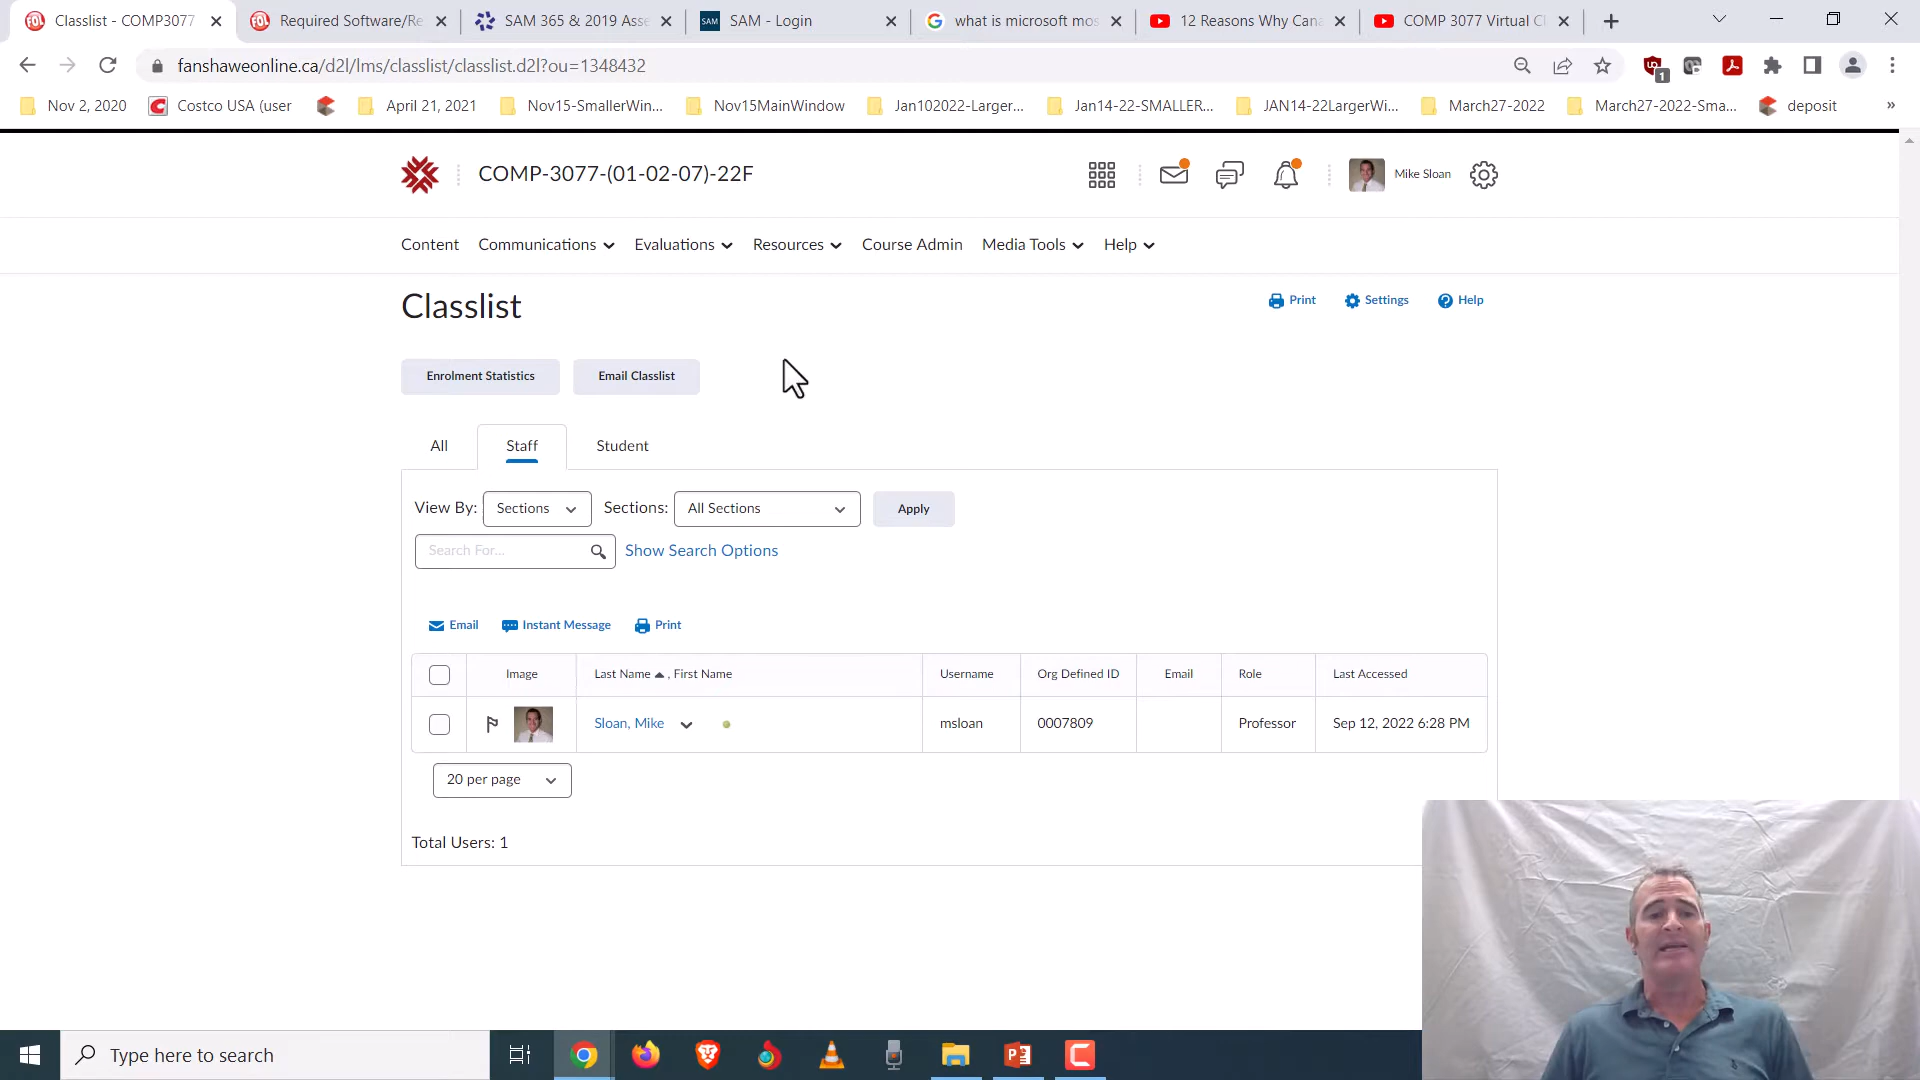 Classlist - COMP3077
Required Software/Re
SAM 365 & 2019 Asse
SAM
SAM - Login
what is microsoft mos
12 Reasons Why Cana
COMP 3077 Virtual Cl
fanshaweonline.ca/d2l/lms/classlist/classlist.d2l?ou=1348432
1
Nov 2, 2020
Costco USA (user
April 21, 2021
Nov15-SmallerWin...
Nov15MainWindow
Jan102022-Larger...
Jan14-22-SMALLER...
JAN14-22LargerWi...
March27-2022
March27-2022-Sma...
deposit
»
COMP-3077-(01-02-07)-22F
Mike Sloan
Content Communications Evaluations Resources Course Admin Media Tools Help
Classlist
Print Settings Help
Enrolment Statistics Email Classlist
All Staff Student
View By: Sections Sections: All Sections Apply
Search For... Show Search Options
Email Instant Message Print
Image Last Name , First Name Username Org Defined ID Email Role Last Accessed
Sloan, Mike msloan 0007809 Professor Sep 12, 2022 6:28 PM
20 per page
Total Users: 1
Type here to search